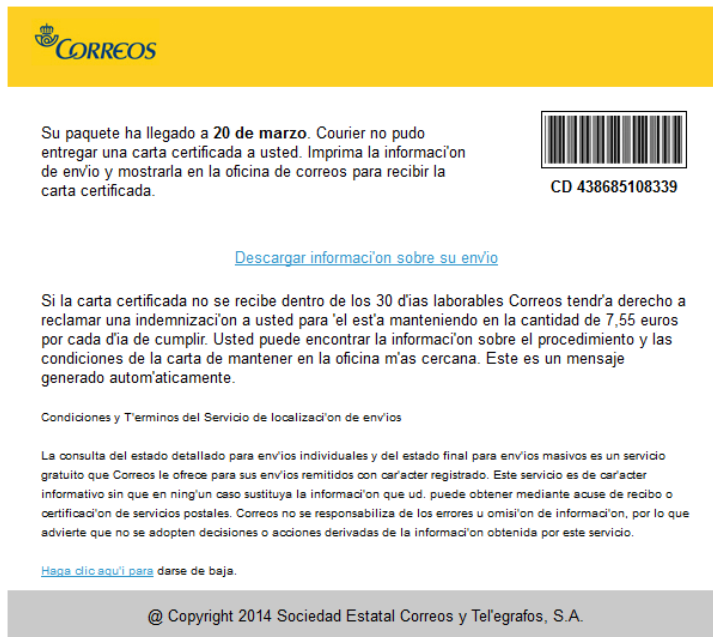 CORREOS
Su paquete ha llegado a 20 de marzo. Courier no pudo
entregar una carta certificada a usted. Imprima la informaci'on
de env'io y mostrarla en la oficina de correos para recibir la
carta certificada.
CD 438685108339
Descargar informaci'on sobre su env'io
Si la carta certificada no se recibe dentro de los 30 d'ias laborables Correos tendr'a derecho a
reclamar una indemnizaci'on a usted para 'el est'a manteniendo en la cantidad de 7,55 euros
por cada d'ia de cumplir. Usted puede encontrar la informaci'on sobre el procedimiento y las
condiciones de la carta de mantener en la oficina m'as cercana. Este es un mensaje
generado autom'aticamente.
Condiciones y T'erminos del Servicio de localizaci'on de env'ios
La consulta del estado detallado para env'ios individuales y del estado final para env'ios masivos es un servicio
gratuito que Correos le ofrece para sus env'ios remitidos con car'acter registrado. Este servicio es de car'acter
informativo sin que en ning'un caso sustituya la informaci'on que ud. puede obtener mediante acuse de recibo o
certificaci'on de servicios postales. Correos no se responsabiliza de los errores u omisi'on de informaci'on, por lo que
advierte que no se adopten decisiones o acciones derivadas de la informaci'on obtenida por este servicio.
Haga clic aqu'i para darse de baja.
@ Copyright 2014 Sociedad Estatal Correos y Tel'egrafos, S.A.